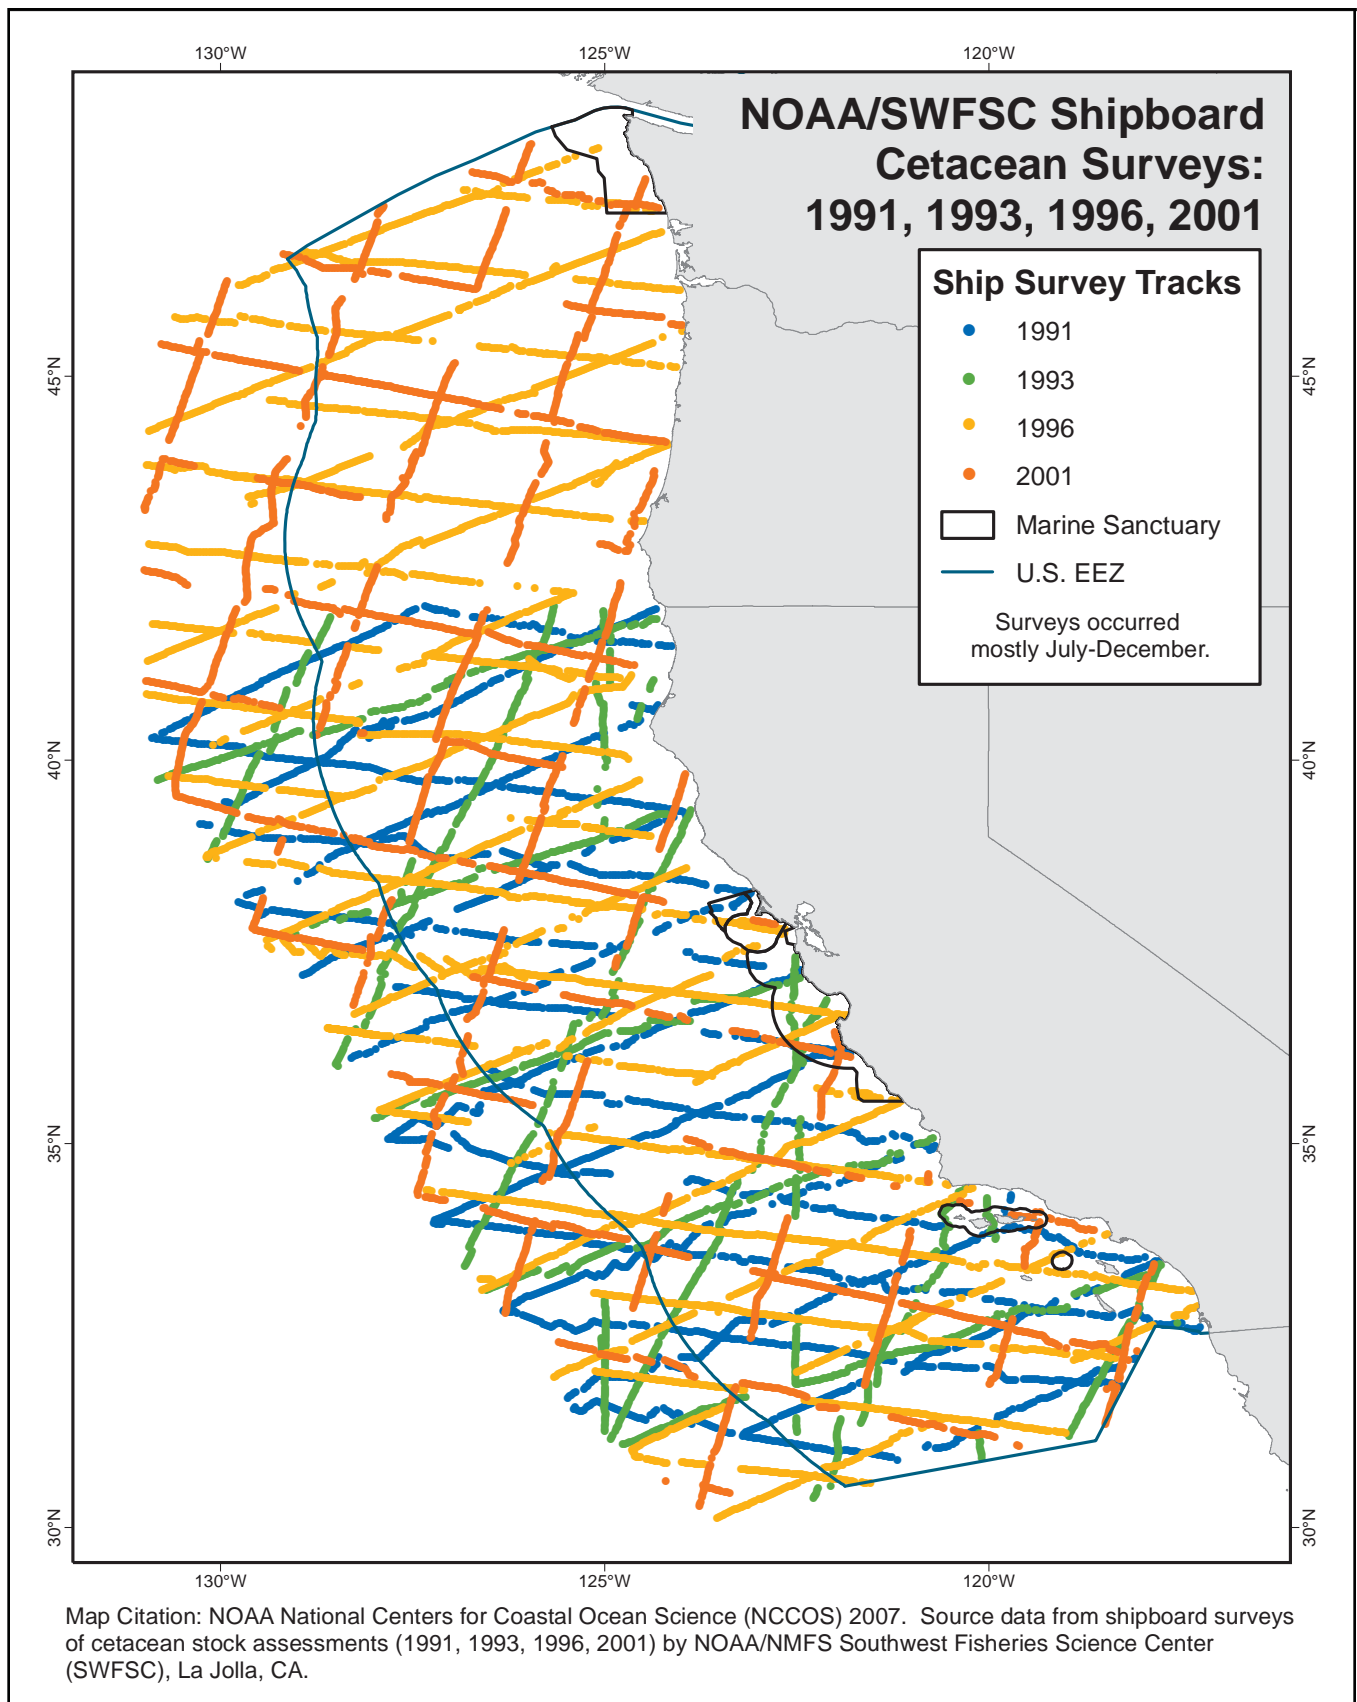 130°W 125°W 120°W
NOAA/SWFSC Shipboard
Cetacean Surveys:
1991, 1993, 1996, 2001
Ship Survey Tracks
1991
1993
1996
2001
Marine Sanctuary
U.S. EEZ
Surveys occurred
mostly July-December.
45°N 45°N
40°N 40°N
35°N 35°N
30°N 30°N
130°W 125°W 120°W
Map Citation: NOAA National Centers for Coastal Ocean Science (NCCOS) 2007.  Source data from shipboard surveys
of cetacean stock assessments (1991, 1993, 1996, 2001) by NOAA/NMFS Southwest Fisheries Science Center
(SWFSC), La Jolla, CA.